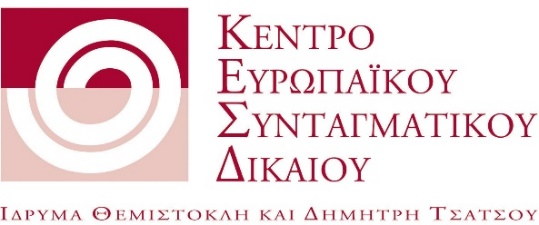 ΚΕΝΤΡΟ
ΕΥΡΩΠΑΪΚΟΥ
ΣΥΝΤΑΓΜΑΤΙΚΟΥ
ΔΙΚΑΙΟΥ
ΙΔΡΥΜΑ ΘΕΜΙΣΤΟΚΛΗ ΚΑΙ ΔΗΜΗΤΡΗ ΤΣΑΤΣΟΥ